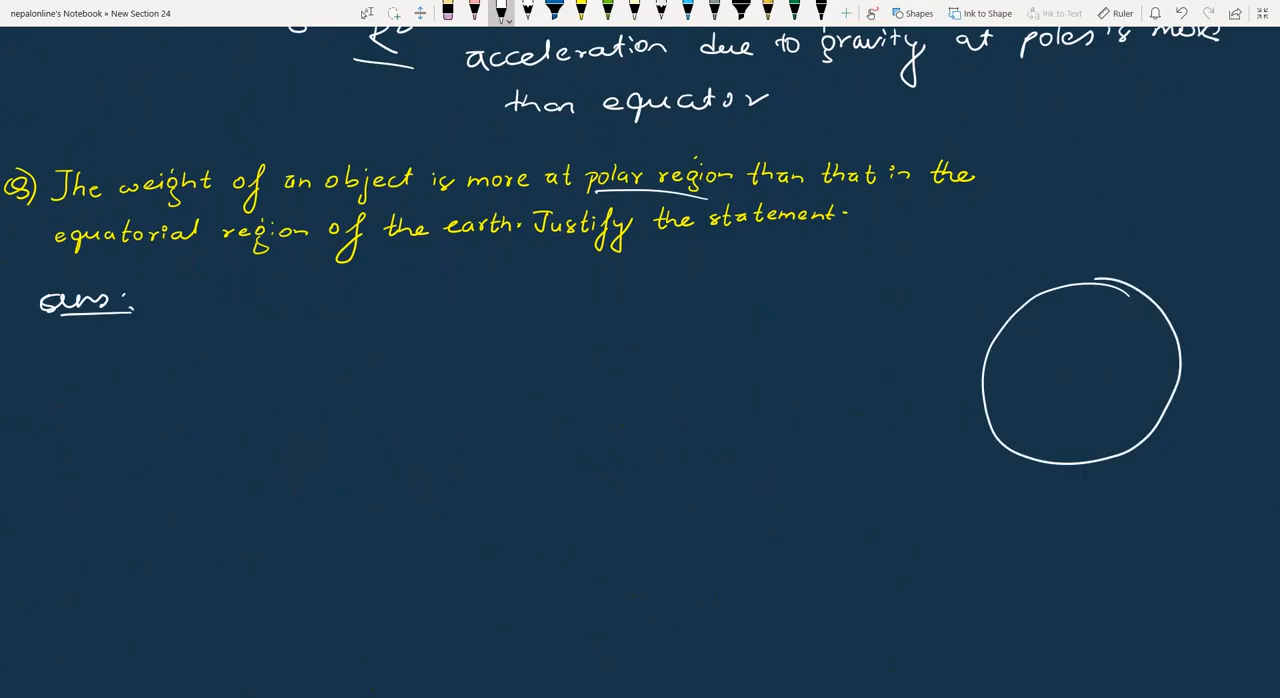 nepalonline's Notebook » New Section 24
Shapes Ink to Shape Ink to Text Ruler
acceleration due to gravity at poles is more
than equator
Q) The weight of an object is more at polar region than that in the
equatorial region of the earth. Justify the statement.
ans: